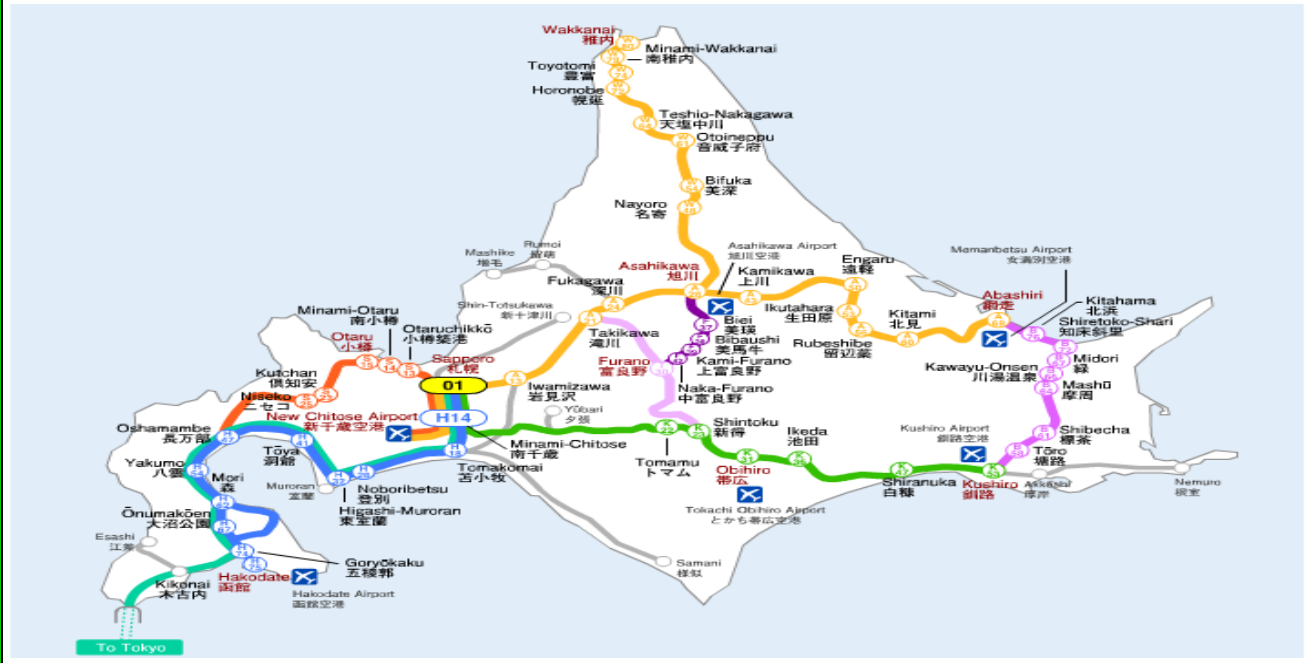 Wakkanai
稚内
Minami-Wakkanai
南稚内
Toyotomi
豊富
Horonobe
幌延
Teshio-Nakagawa
天塩中川
Otoineppu
音威子府
Bifuka
美深
Nayoro
名寄
Asahikawa Airport
旭川空港
Memanbetsu Airport
女満別空港
Rumoi
留萌
Mashike
増毛
Asahikawa
旭川
Kamikawa
上川
Engaru
遠軽
Fukagawa
深川
Abashiri
網走
Kitahama
北浜
Shin-Totsukawa
新十津川
Ikutahara
生田原
Kitami
北見
Shiretoko-Shari
知床斜里
Minami-Otaru
南小樽
Otaruchikkō
小樽築港
Otaru
小樽
Takikawa
滝川
Biei
美瑛
Bibaushi
美馬牛
Rubeshibe
留辺蘂
Midori
緑
Sapporo
札幌
Furano
富良野
Kami-Furano
上富良野
Kawayu-Onsen
川湯温泉
Mashū
摩周
Kutchan
倶知安
01
Iwamizawa
岩見沢
Naka-Furano
中富良野
Niseko
ニセコ
New Chitose Airport
新千歳空港
H14
Yūbari
夕張
Shintoku
新得
Ikeda
池田
Kushiro Airport
釧路空港
Shibecha
標茶
Oshamambe
長万部
Minami-Chitose
南千歳
Tōro
塘路
Yakumo
八雲
Tōya
洞爺
Tomakomai
苫小牧
Tomamu
トマム
Obihiro
帯広
Mori
森
Muroran
室蘭
Noboribetsu
登別
Shiranuka
白糠
Kushiro
釧路
Akkeshi
厚岸
Nemuro
根室
Ōnumakōen
大沼公園
Higashi-Muroran
東室蘭
Tokachi Obihiro Airport
とかち帯広空港
Esashi
江差
Goryōkaku
五稜郭
Samani
様似
Kikonai
木古内
Hakodate
函館
Hakodate Airport
函館空港
To Tokyo